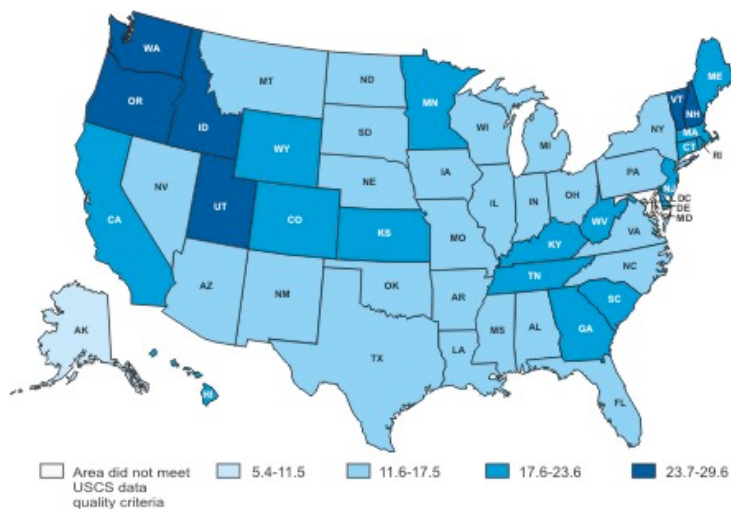 WA
MT
ND
MN
ME
VT
NH
OR
ID
SD
WI
MI
NY
MA
CT
RI
WY
NV
NE
IA
PA
NJ
DC
DE
MD
CA
UT
CO
KS
MO
IL
IN
OH
WV
VA
KY
AZ
NM
OK
AR
TN
NC
SC
TX
LA
MS
AL
GA
FL
AK
HI
Area did not meet
USCS data
quality criteria
5.4-11.5
11.6-17.5
17.6-23.6
23.7-29.6